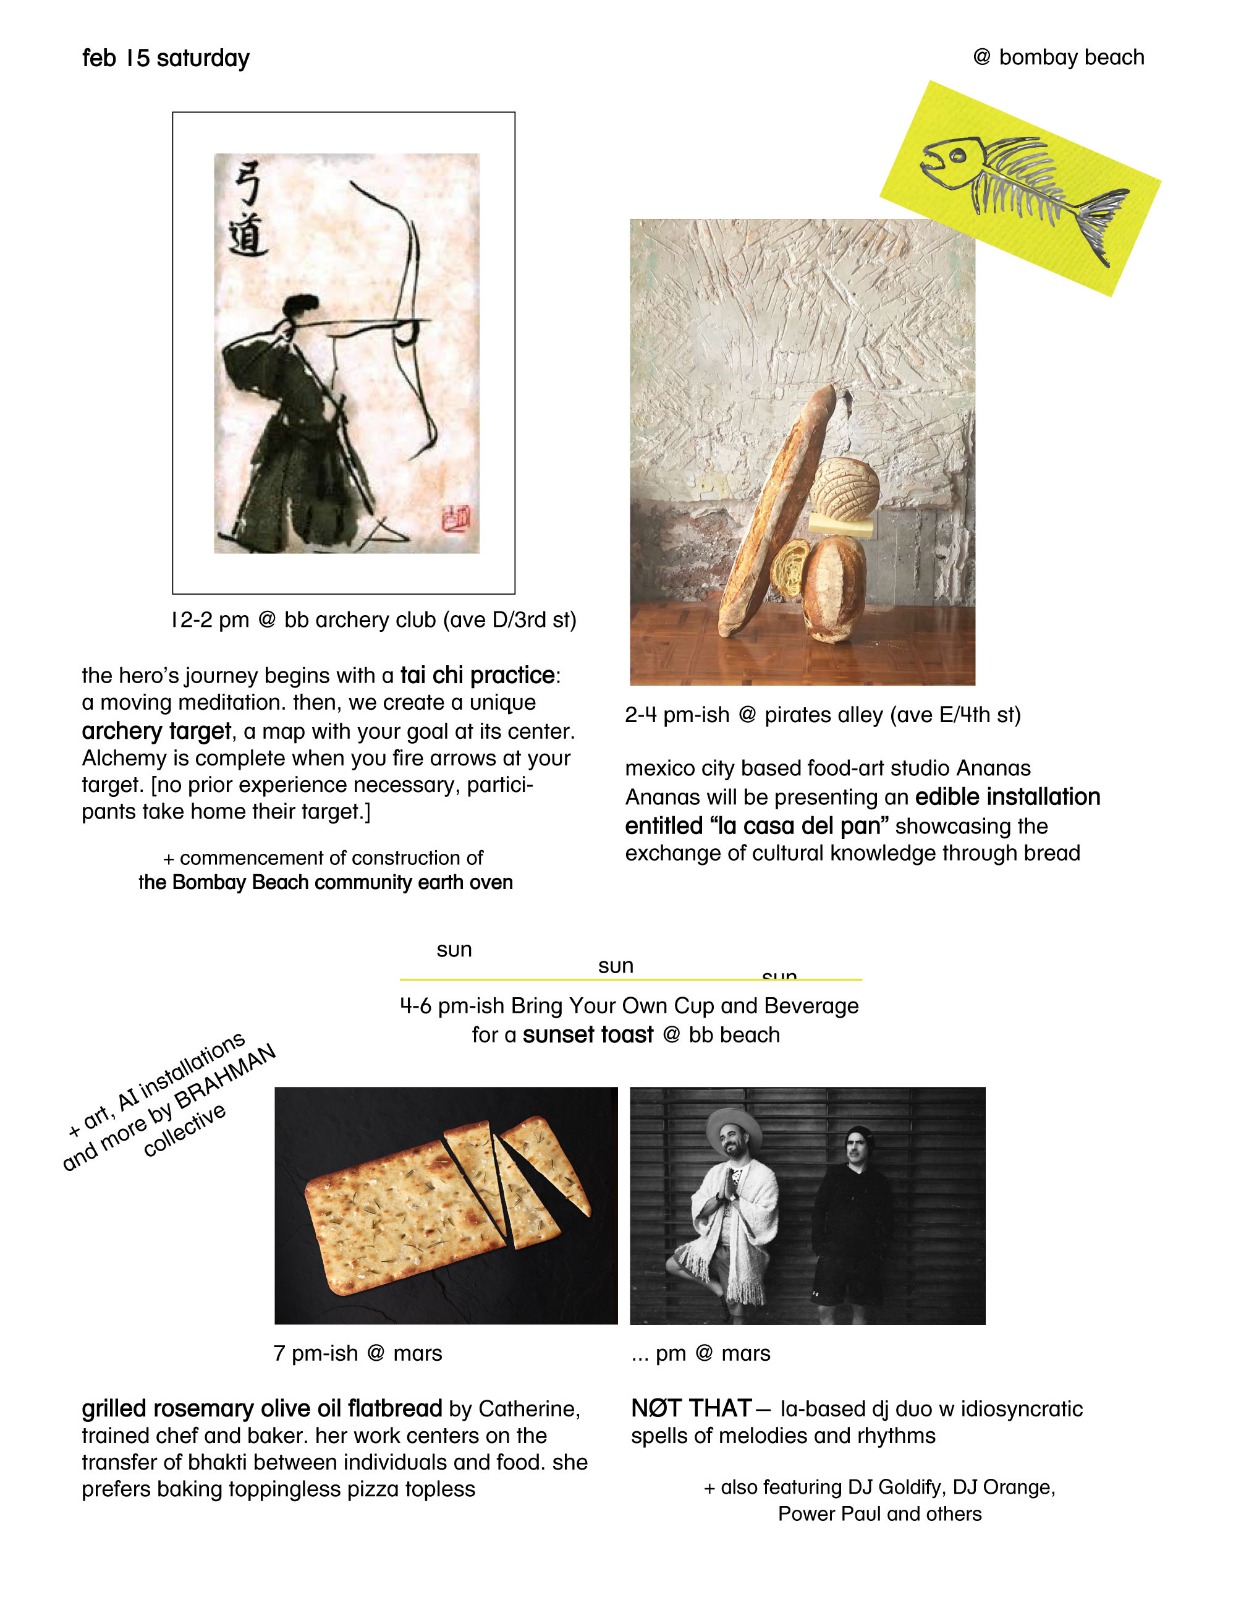 feb 15 saturday
@ bombay beach
弓
道
12-2 pm @ bb archery club (ave D/3rd st)
the hero's journey begins with a tai chi practice:
a moving meditation. then, we create a unique
archery target, a map with your goal at its center.
Alchemy is complete when you fire arrows at your
target. [no prior experience necessary, partici-
pants take home their target.]
+ commencement of construction of
the Bombay Beach community earth oven
2-4 pm-ish @ pirates alley (ave E/4th st)
mexico city based food-art studio Ananas
Ananas will be presenting an edible installation
entitled “la casa del pan” showcasing the
exchange of cultural knowledge through bread
sun
sun
sun
4-6 pm-ish Bring Your Own Cup and Beverage
for a sunset toast @ bb beach
+ art, AI installations
and more by BRAHMAN
collective
7 pm-ish @ mars
grilled rosemary olive oil flatbread by Catherine,
trained chef and baker. her work centers on the
transfer of bhakti between individuals and food. she
prefers baking toppingless pizza topless
... pm @ mars
NØT THAT — la-based dj duo w idiosyncratic
spells of melodies and rhythms
+ also featuring DJ Goldify, DJ Orange,
Power Paul and others